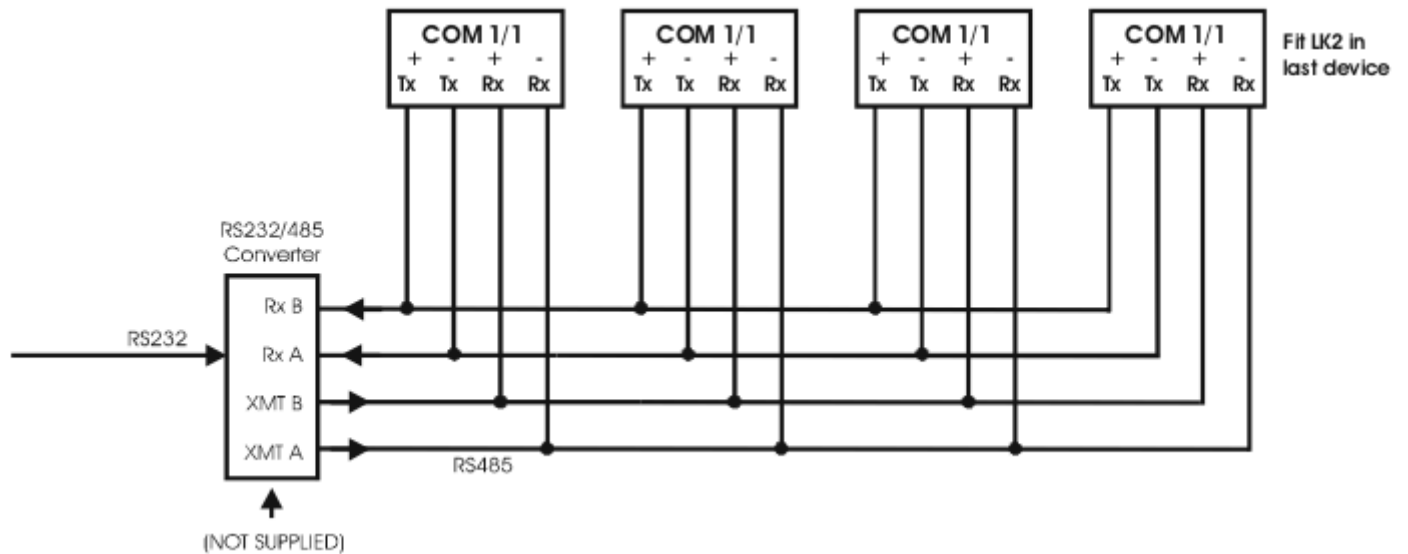 COM 1/1
+ - + -
Tx Tx Rx Rx
COM 1/1
+ - + -
Tx Tx Rx Rx
COM 1/1
+ - + -
Tx Tx Rx Rx
COM 1/1
+ - + -
Tx Tx Rx Rx
Fit LK2 in
last device
RS232/485
Converter
Rx B
RS232
Rx A
XMT B
XMT A
RS485
(NOT SUPPLIED)